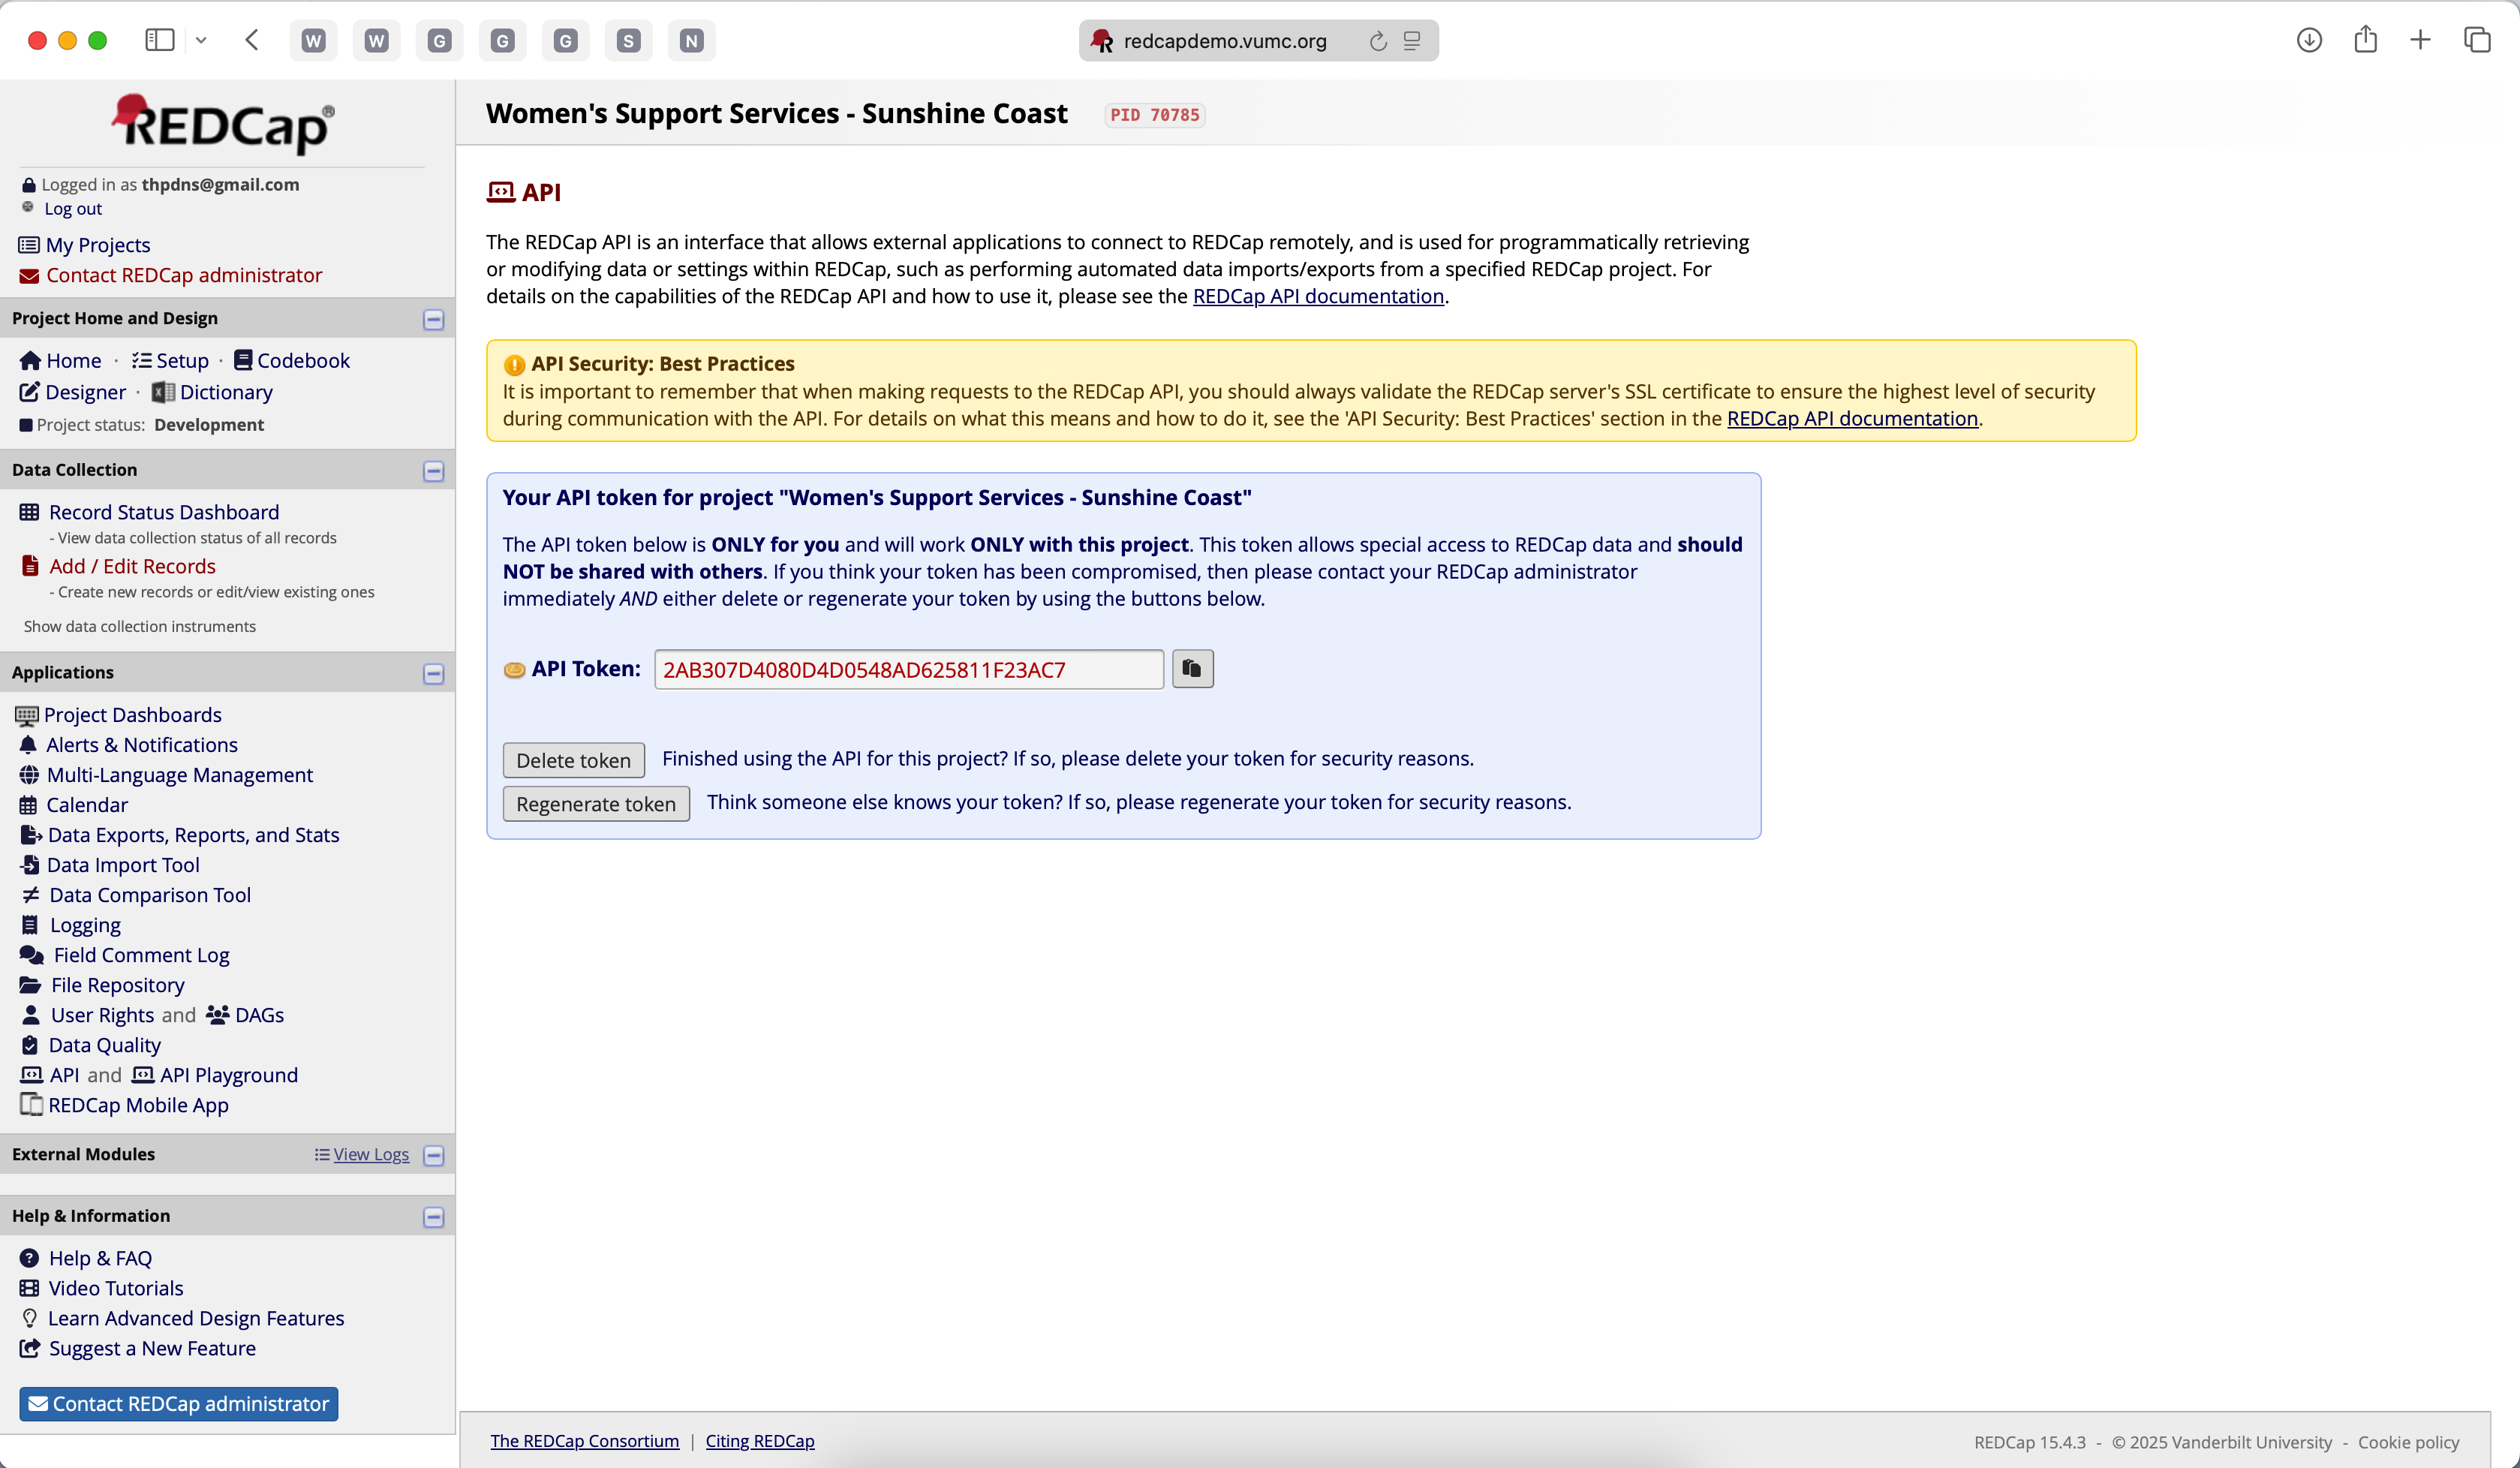 W W G G G S N
redcapdemo.vumc.org
REDCap®
Logged in as thpdns@gmail.com
Log out
My Projects
Contact REDCap administrator
Project Home and Design
Home · Setup · Codebook
Designer · Dictionary
Project status: Development
Data Collection
Record Status Dashboard
- View data collection status of all records
Add / Edit Records
- Create new records or edit/view existing ones
Show data collection instruments
Applications
Project Dashboards
Alerts & Notifications
Multi-Language Management
Calendar
Data Exports, Reports, and Stats
Data Import Tool
Data Comparison Tool
Logging
Field Comment Log
File Repository
User Rights and DAGs
Data Quality
API and API Playground
REDCap Mobile App
External Modules View Logs
Help & Information
Help & FAQ
Video Tutorials
Learn Advanced Design Features
Suggest a New Feature
Contact REDCap administrator
Women's Support Services - Sunshine Coast PID 70785
API
The REDCap API is an interface that allows external applications to connect to REDCap remotely, and is used for programmatically retrieving
or modifying data or settings within REDCap, such as performing automated data imports/exports from a specified REDCap project. For
details on the capabilities of the REDCap API and how to use it, please see the REDCap API documentation.
API Security: Best Practices
It is important to remember that when making requests to the REDCap API, you should always validate the REDCap server's SSL certificate to ensure the highest level of security
during communication with the API. For details on what this means and how to do it, see the 'API Security: Best Practices' section in the REDCap API documentation.
Your API token for project "Women's Support Services - Sunshine Coast"
The API token below is ONLY for you and will work ONLY with this project. This token allows special access to REDCap data and should
NOT be shared with others. If you think your token has been compromised, then please contact your REDCap administrator
immediately AND either delete or regenerate your token by using the buttons below.
API Token: 2AB307D4080D4D0548AD625811F23AC7
Delete token Finished using the API for this project? If so, please delete your token for security reasons.
Regenerate token Think someone else knows your token? If so, please regenerate your token for security reasons.
The REDCap Consortium | Citing REDCap
REDCap 15.4.3 - © 2025 Vanderbilt University - Cookie policy